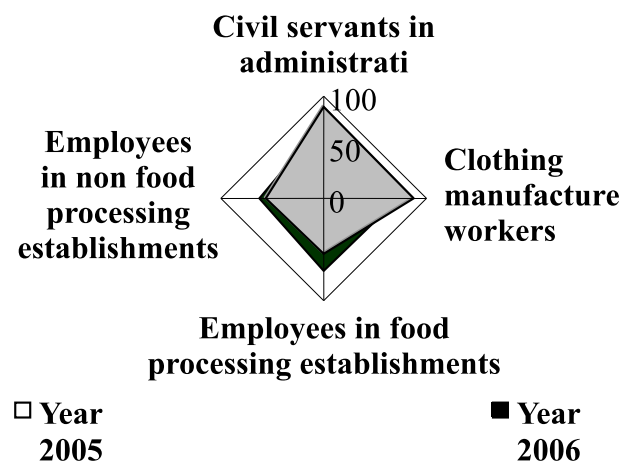 Civil servants in
administrati
100
50
0
Employees
in non food
processing
establishments
Clothing
manufacture
workers
Employees in food
processing establishments
Year
2005
Year
2006